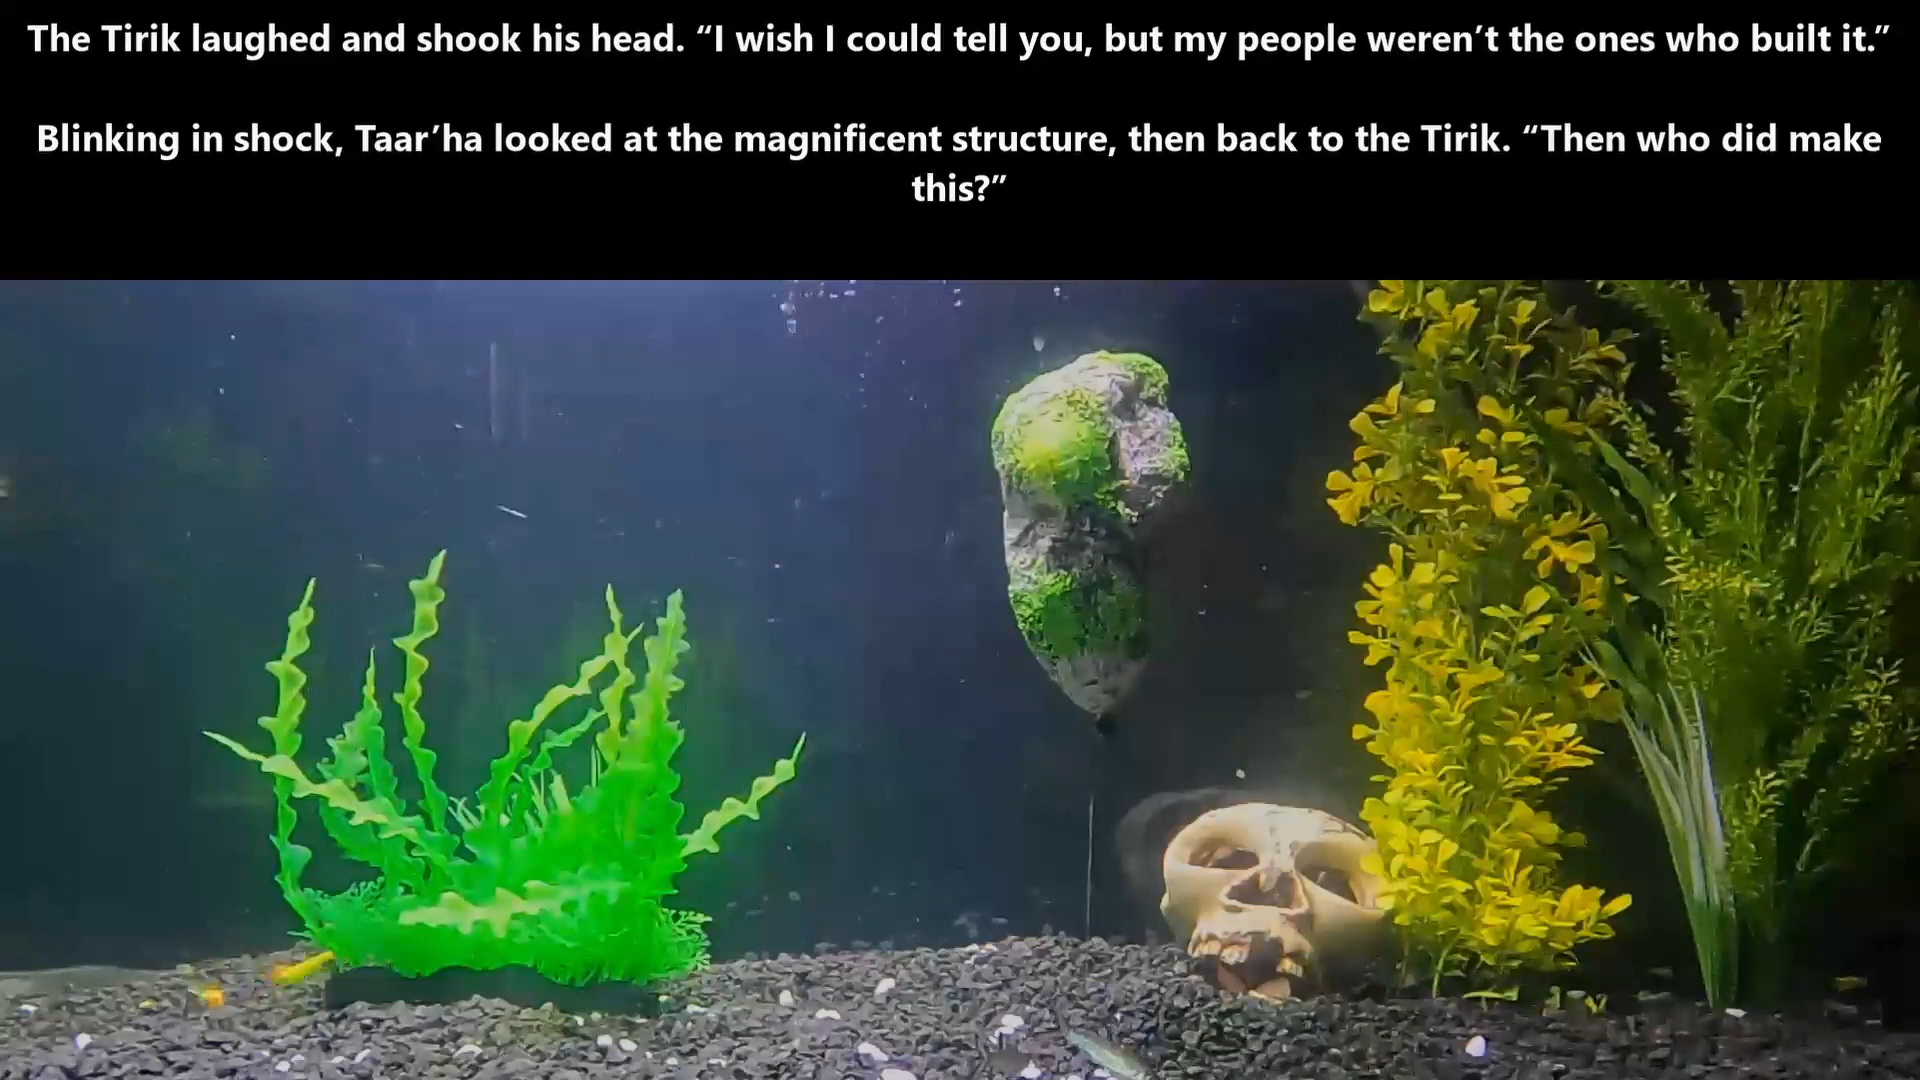 The Tirik laughed and shook his head. “I wish I could tell you, but my people weren’t the ones who built it.”
Blinking in shock, Taar’ha looked at the magnificent structure, then back to the Tirik. “Then who did make
this?”